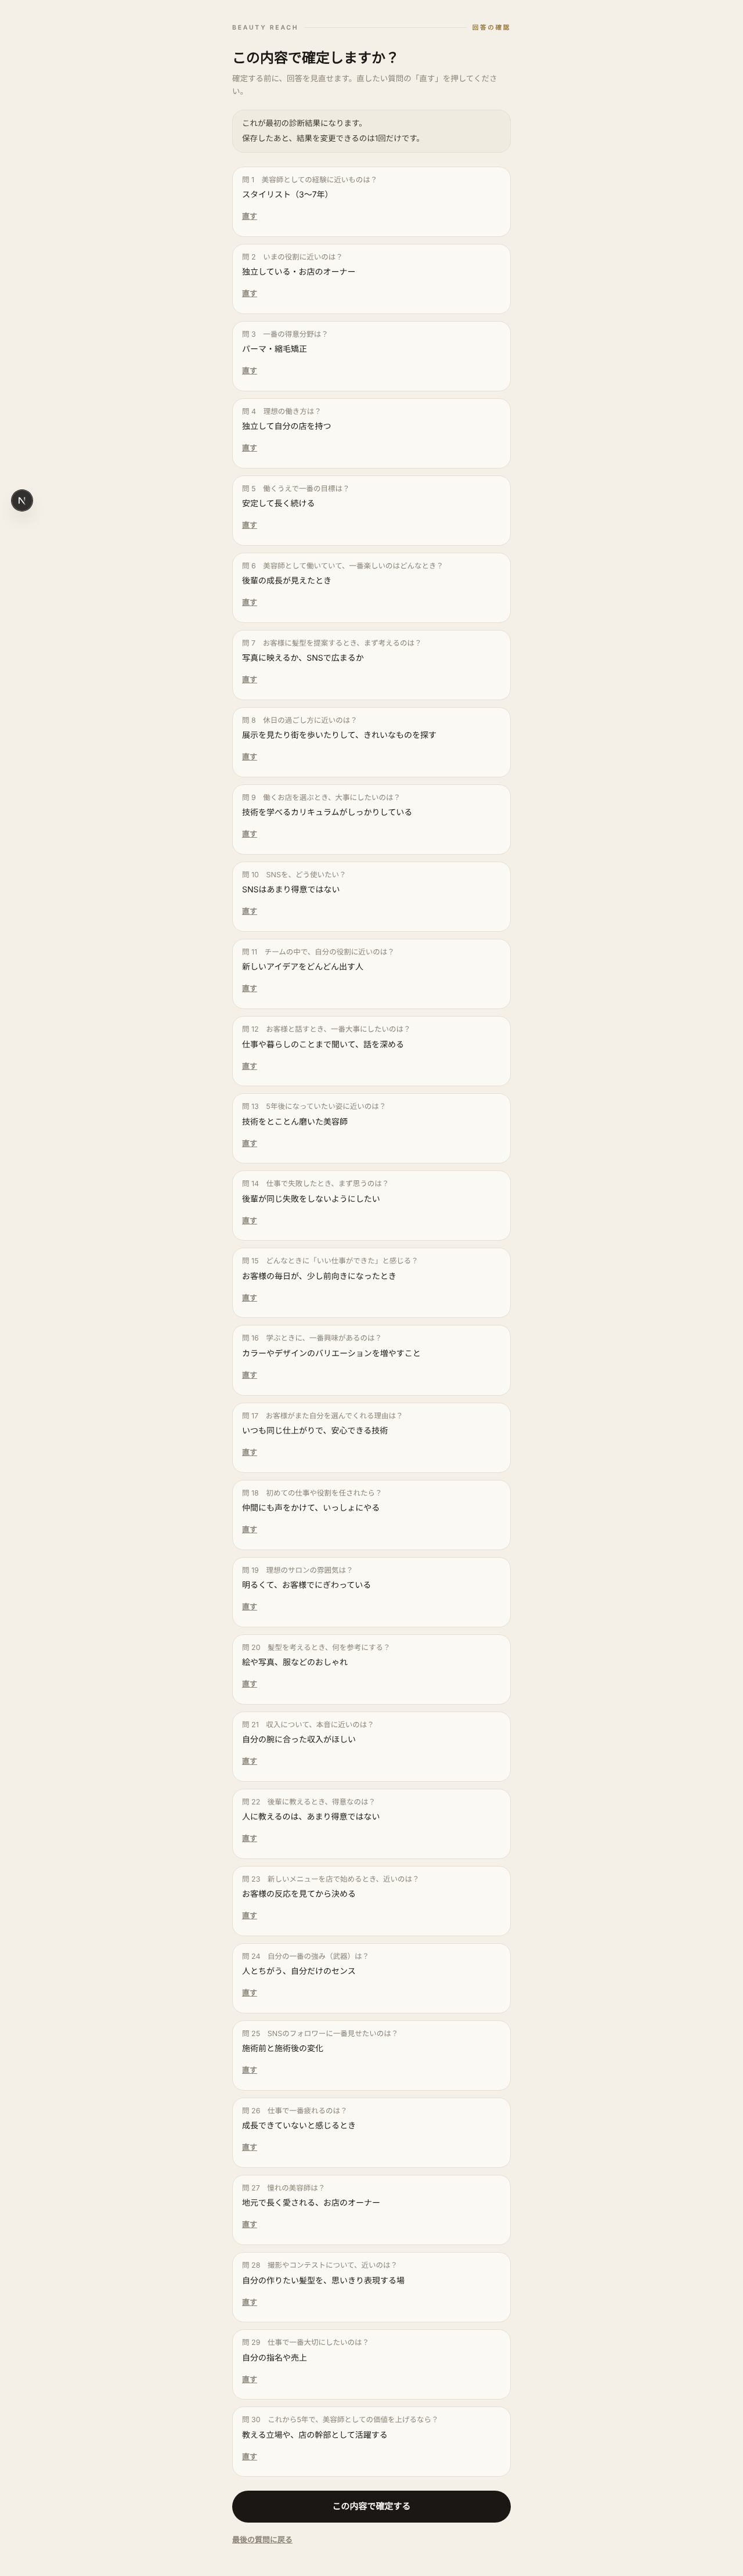 BEAUTY REACH
回答の確認
この内容で確定しますか？
確定する前に、回答を見直せます。直したい質問の「直す」を押してくださ
い。
これが最初の診断結果になります。
保存したあと、結果を変更できるのは1回だけです。
問 1 美容師としての経験に近いものは？
スタイリスト（3〜7年）
直す
問 2 いまの役割に近いのは？
独立している・お店のオーナー
直す
問 3 一番の得意分野は？
パーマ・縮毛矯正
直す
問 4 理想の働き方は？
独立して自分の店を持つ
直す
問 5 働くうえで一番の目標は？
安定して長く続ける
直す
問 6 美容師として働いていて、一番楽しいのはどんなとき？
後輩の成長が見えたとき
直す
問 7 お客様に髪型を提案するとき、まず考えるのは？
写真に映えるか、SNSで広まるか
直す
問 8 休日の過ごし方に近いのは？
展示を見たり街を歩いたりして、きれいなものを探す
直す
問 9 働くお店を選ぶとき、大事にしたいのは？
技術を学べるカリキュラムがしっかりしている
直す
問 10 SNSを、どう使いたい？
SNSはあまり得意ではない
直す
問 11 チームの中で、自分の役割に近いのは？
新しいアイデアをどんどん出す人
直す
問 12 お客様と話すとき、一番大事にしたいのは？
仕事や暮らしのことまで聞いて、話を深める
直す
問 13 5年後になっていたい姿に近いのは？
技術をとことん磨いた美容師
直す
問 14 仕事で失敗したとき、まず思うのは？
後輩が同じ失敗をしないようにしたい
直す
問 15 どんなときに「いい仕事ができた」と感じる？
お客様の毎日が、少し前向きになったとき
直す
問 16 学ぶときに、一番興味があるのは？
カラーやデザインのバリエーションを増やすこと
直す
問 17 お客様がまた自分を選んでくれる理由は？
いつも同じ仕上がりで、安心できる技術
直す
問 18 初めての仕事や役割を任されたら？
仲間にも声をかけて、いっしょにやる
直す
問 19 理想のサロンの雰囲気は？
明るくて、お客様でにぎわっている
直す
問 20 髪型を考えるとき、何を参考にする？
絵や写真、服などのおしゃれ
直す
問 21 収入について、本音に近いのは？
自分の腕に合った収入がほしい
直す
問 22 後輩に教えるとき、得意なのは？
人に教えるのは、あまり得意ではない
直す
問 23 新しいメニューを店で始めるとき、近いのは？
お客様の反応を見てから決める
直す
問 24 自分の一番の強み（武器）は？
人とちがう、自分だけのセンス
直す
問 25 SNSのフォロワーに一番見せたいのは？
施術前と施術後の変化
直す
問 26 仕事で一番疲れるのは？
成長できていないと感じるとき
直す
問 27 憧れの美容師は？
地元で長く愛される、お店のオーナー
直す
問 28 撮影やコンテストについて、近いのは？
自分の作りたい髪型を、思いきり表現する場
直す
問 29 仕事で一番大切にしたいのは？
自分の指名や売上
直す
問 30 これから5年で、美容師としての価値を上げるなら？
教える立場や、店の幹部として活躍する
直す
この内容で確定する
最後の質問に戻る
N